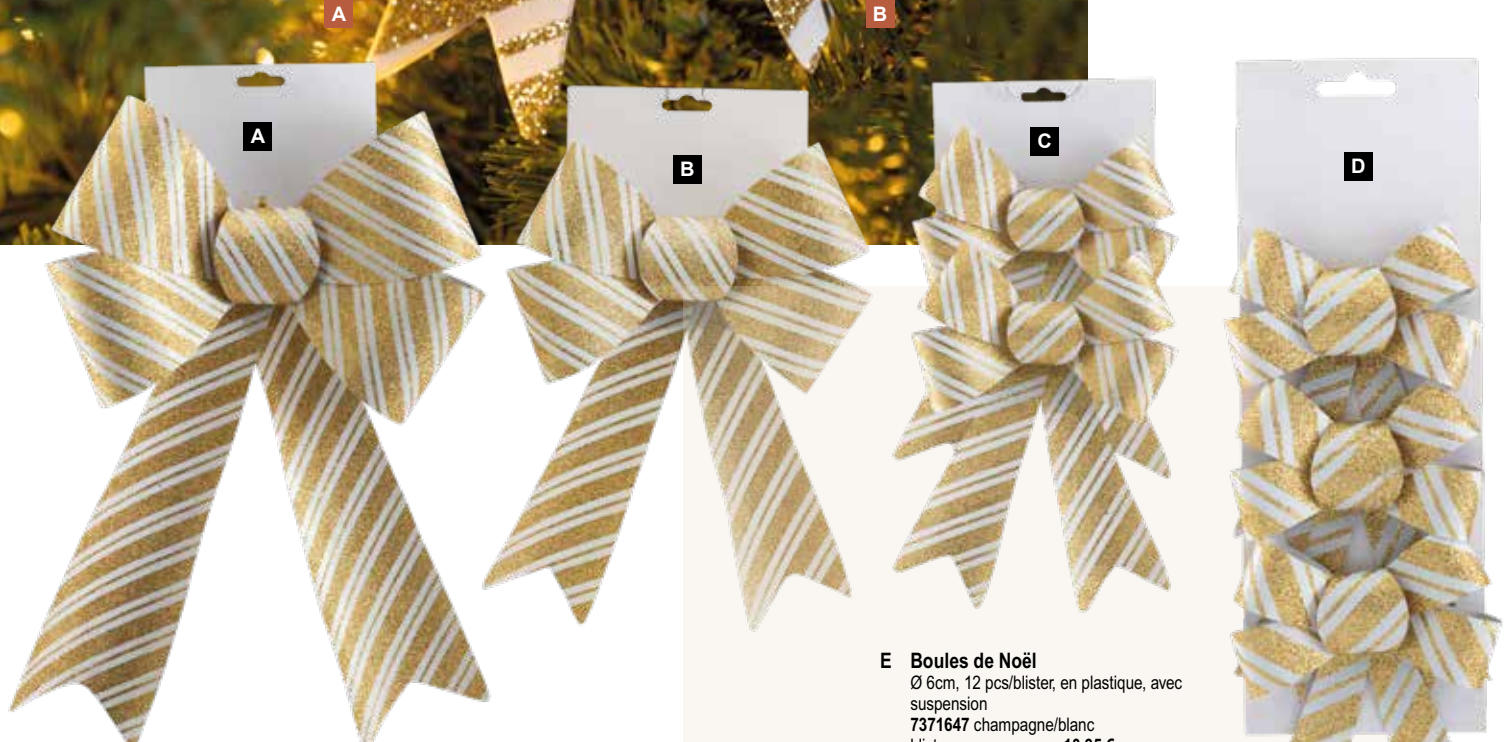 A
B
A
B
C
D
E Boules de Noël
Ø 6cm, 12 pcs/blister, en plastique, avec
suspension
7371647 champagne/blanc